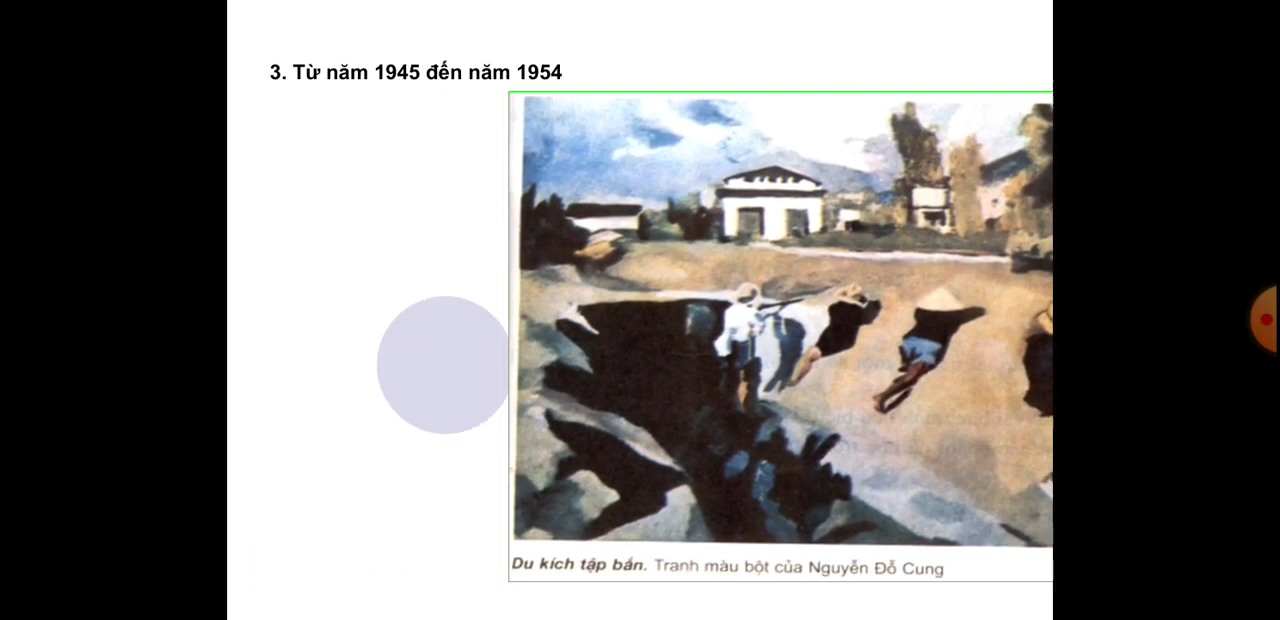 3. Từ năm 1945 đến năm 1954
Du kích tập bắn. Tranh màu bột của Nguyễn Đỗ Cung